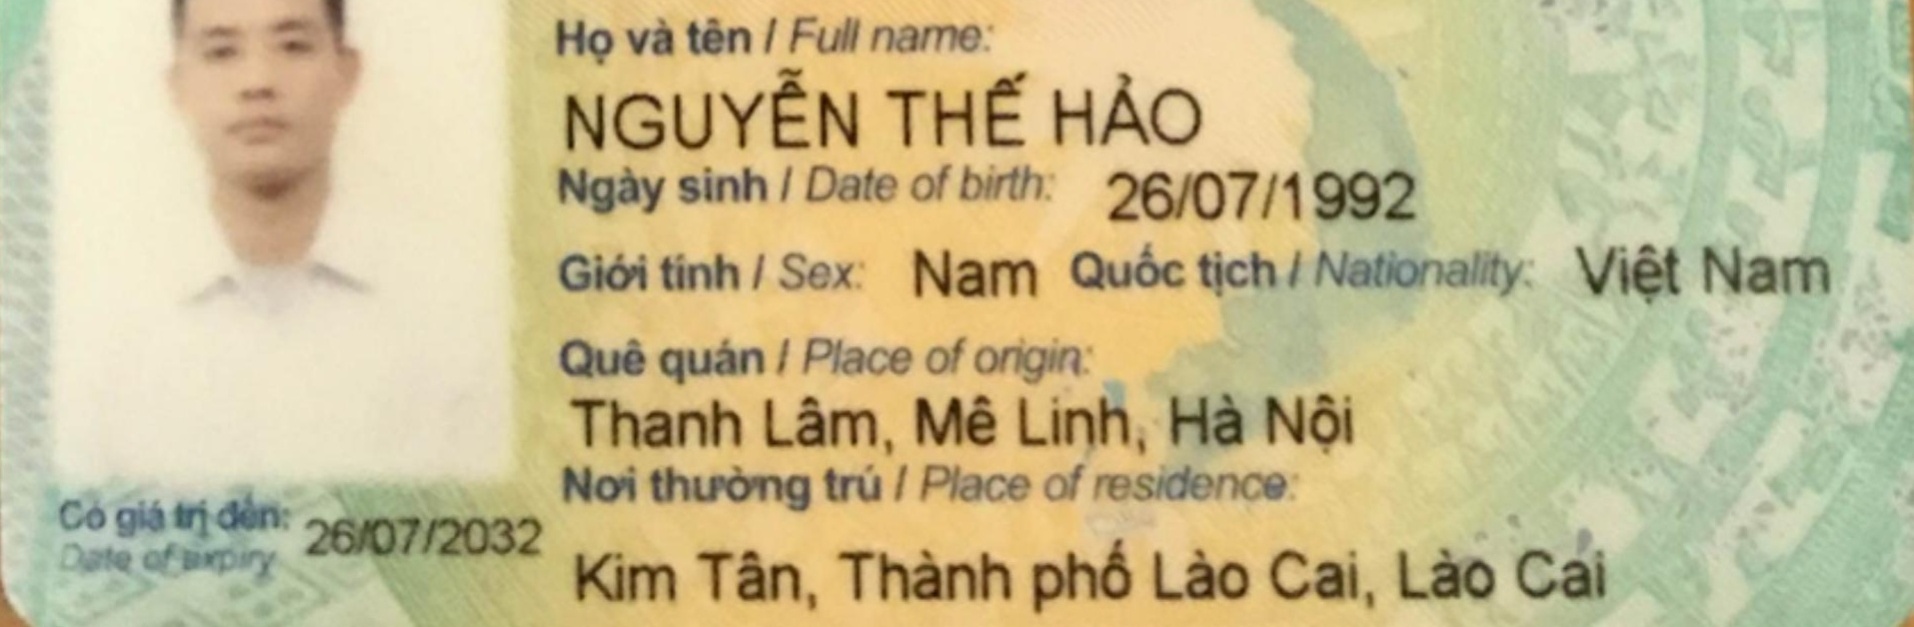 Họ và tên / Full name:
NGUYỄN THẾ HẢO
Ngày sinh / Date of birth: 26/07/1992
Giới tính / Sex: Nam Quốc tịch / Nationality: Việt Nam
Quê quán / Place of origin:
Thanh Lâm, Mê Linh, Hà Nội
Nơi thường trú / Place of residence:
Kim Tân, Thành phố Lào Cai, Lào Cai
Có giá trị đến: 26/07/2032
Date of expiry